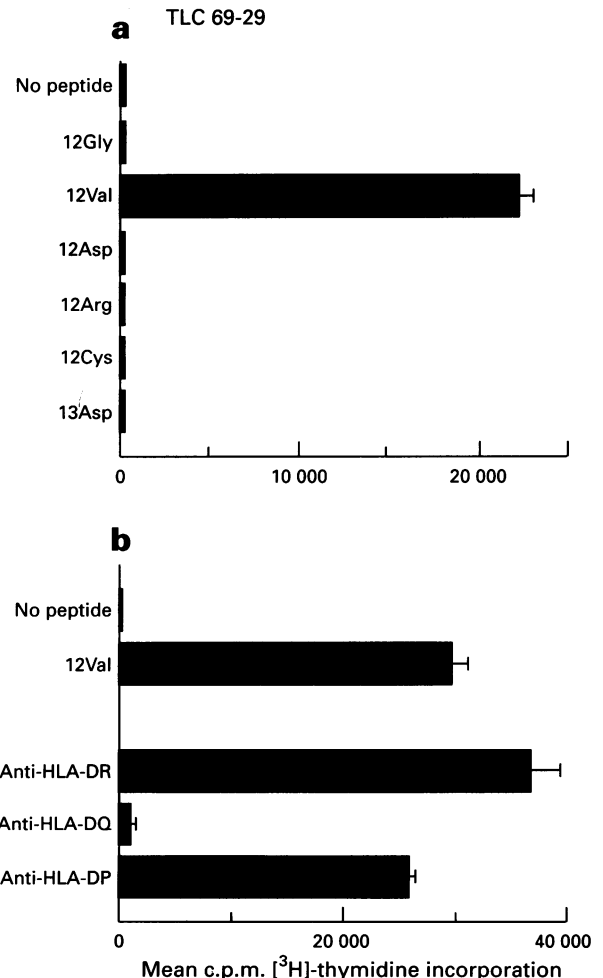 a TLC 69-29
No peptide
12Gly
12Val
12Asp
12Arg
12Cys
13Asp
0 10 000 20 000
b
No peptide
12Val
Anti-HLA-DR
Anti-HLA-DQ
Anti-HLA-DP
0 20 000 40 000
Mean c.p.m. [³H]-thymidine incorporation